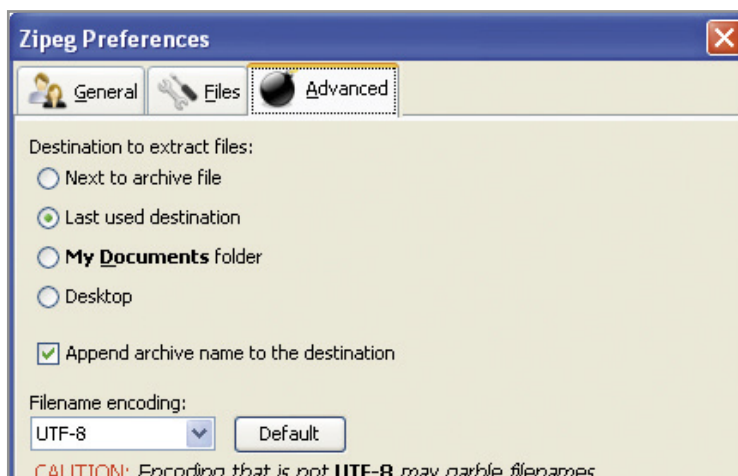 Zipeg Preferences
General Files Advanced
Destination to extract files:
Next to archive file
Last used destination
My Documents folder
Desktop
Append archive name to the destination
Filename encoding:
UTF-8 Default
CAUTION: Encoding that is not UTF-8 may garble filenames